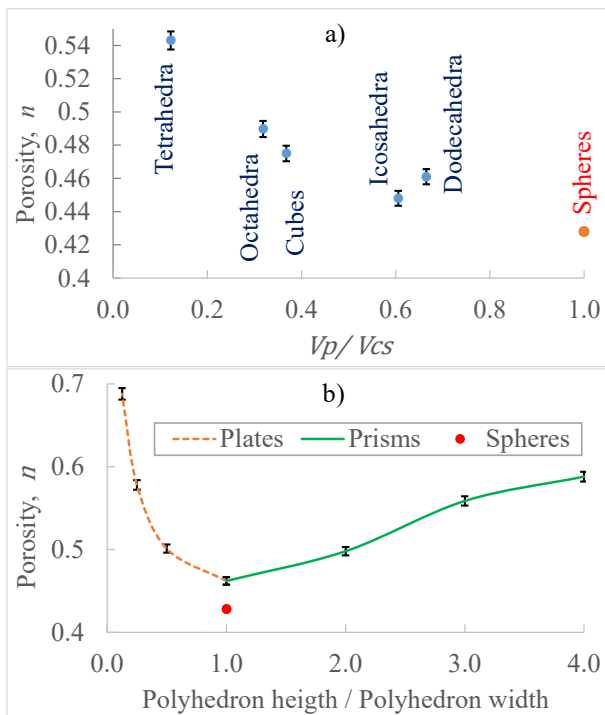 a)
Porosity, n
0.54
0.52
0.5
0.48
0.46
0.44
0.42
0.4
Tetrahedra
Octahedra
Cubes
Icosahedra
Dodecahedra
Spheres
0.0 0.2 0.4 0.6 0.8 1.0
Vp/ Vcs
b)
Porosity, n
0.7
0.6
0.5
0.4
Plates Prisms Spheres
0.0 1.0 2.0 3.0 4.0
Polyhedron heigth / Polyhedron width